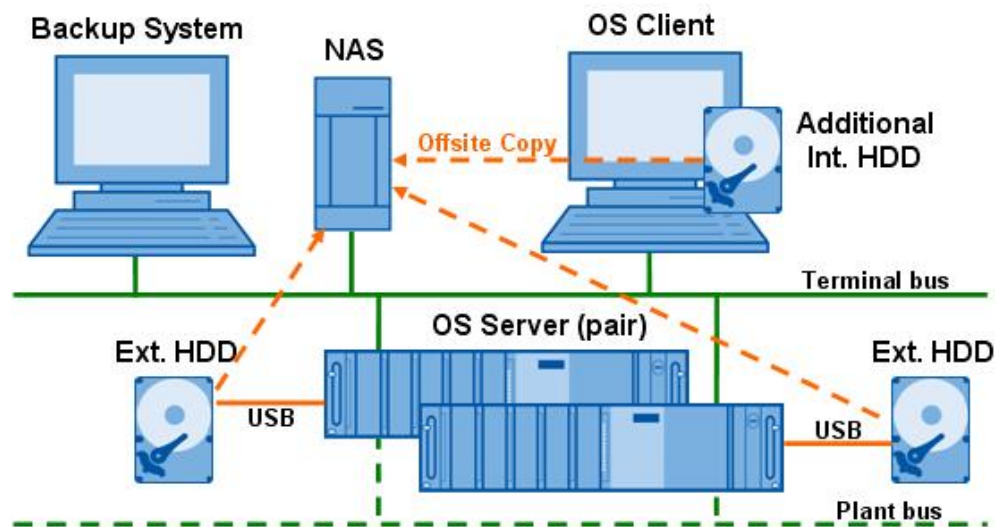 Backup System
NAS
OS Client
Offsite Copy
Additional
Int. HDD
Terminal bus
OS Server (pair)
Ext. HDD
Ext. HDD
USB
USB
Plant bus